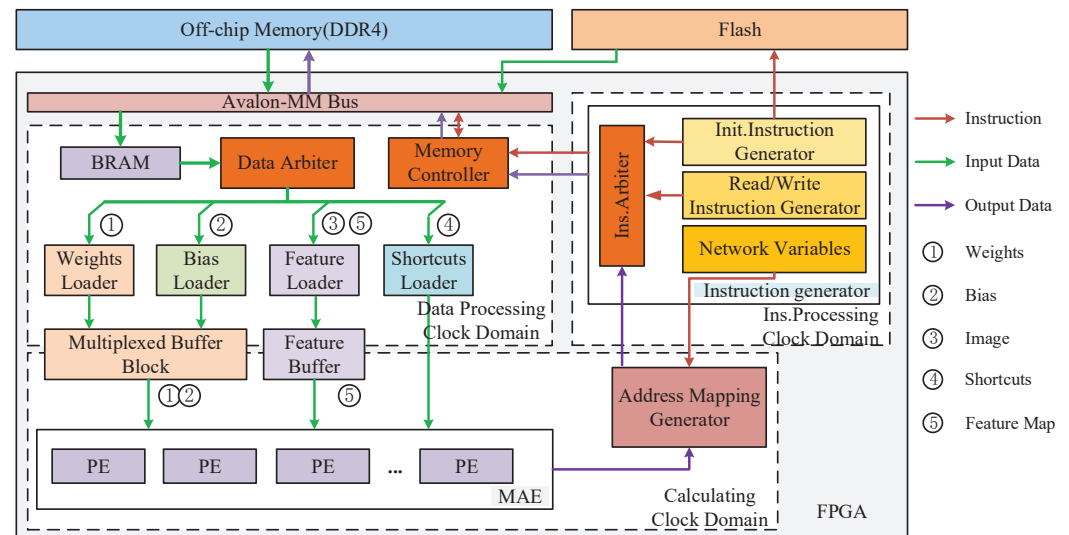 Off-chip Memory(DDR4)
Flash
Avalon-MM Bus
BRAM
Data Arbiter
Memory
Controller
Ins.Arbiter
Init.Instruction
Generator
Read/Write
Instruction Generator
Network Variables
Instruction generator
Ins.Processing
Clock Domain
① ② ③ ⑤ ④
Weights
Loader
Bias
Loader
Feature
Loader
Shortcuts
Loader
Data Processing
Clock Domain
Multiplexed Buffer
Block
Feature
Buffer
①② ⑤
Address Mapping
Generator
PE PE PE ... PE
MAE
Calculating
Clock Domain
FPGA
Instruction
Input Data
Output Data
① Weights
② Bias
③ Image
④ Shortcuts
⑤ Feature Map